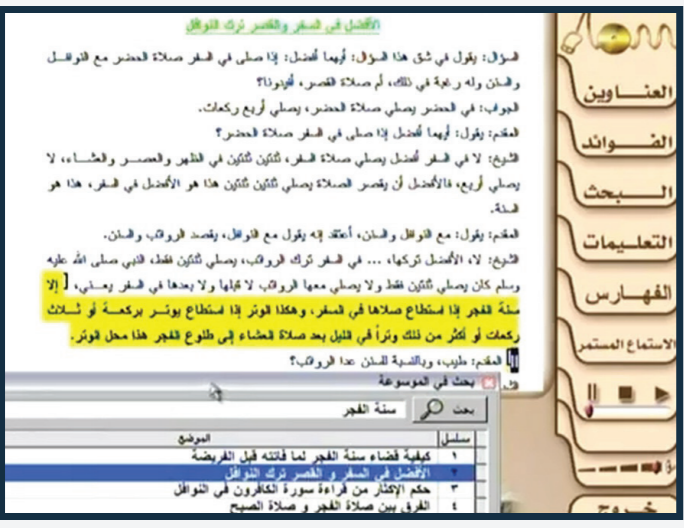 الأفضل في السفر والقصر ترك النوافل
السؤال: يقول في شق هذا السؤال: أيهما أفضل: إذا صلى في السفر صلاة الحضر مع النوافل
والسنن وله رغبة في ذلك، أم صلاة القصر، أفيدونا؟
الجواب: في الحضر يصلي صلاة الحضر، يصلي أربع ركعات.
المقدم: يقول: أيهما أفضل إذا صلى في السفر صلاة الحضر؟
الشيخ: لا في السفر أفضل يصلي صلاة السفر، ثنتين ثنتين في الظهر والعصر والعشاء، لا
يصلي أربع، فالأفضل أن يقصر الصلاة يصلي ثنتين ثنتين هذا هو الأفضل في السفر، هذا هو
السنة.
المقدم: يقول: مع النوافل والسنن، أعتقد إنه يقول مع النوافل، يقصد الرواتب والسنن.
الشيخ: لا، الأفضل تركها، ... في السفر ترك الرواتب، يصلي ثنتين فقط، النبي صلى الله عليه
وسلم كان يصلي ثنتين فقط ولا يصلي معها الرواتب لا قبلها ولا بعدها في السفر يعني، [ إلا
سنة الفجر إذا استطاع صلاها في السفر، وهكذا الوتر إذا استطاع يوتر بركعة أو ثلاث
ركعات أو أكثر من ذلك وتراً في الليل بعد صلاة العشاء إلى طلوع الفجر هذا محل الوتر.
المقدم: طيب، وبالنسبة للسنن عدا الرواتب؟
بحث في الموسوعة
بحث
سنة الفجر
سلسل الموضع
١ كيفية قضاء سنة الفجر لما فاتته قبل الفريضة
٢ الأفضل في السفر و القصر ترك النوافل
٣ حكم الإكثار من قراءة سورة الكافرون في النوافل
٤ الفرق بين صلاة الفجر و صلاة الصبح
العناوين
الفوائد
البحث
التعليمات
الفهارس
الاستماع المستمر
خروج